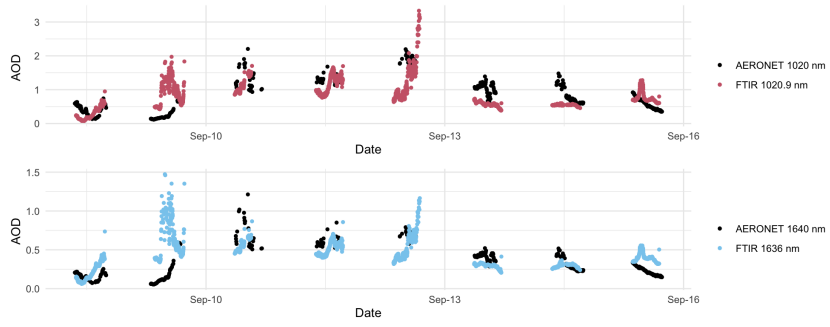 3
2
1
0
AOD
Sep-10
Sep-13
Sep-16
Date
AERONET 1020 nm
FTIR 1020.9 nm
1.5
1.0
0.5
0.0
AOD
Sep-10
Sep-13
Sep-16
Date
AERONET 1640 nm
FTIR 1636 nm